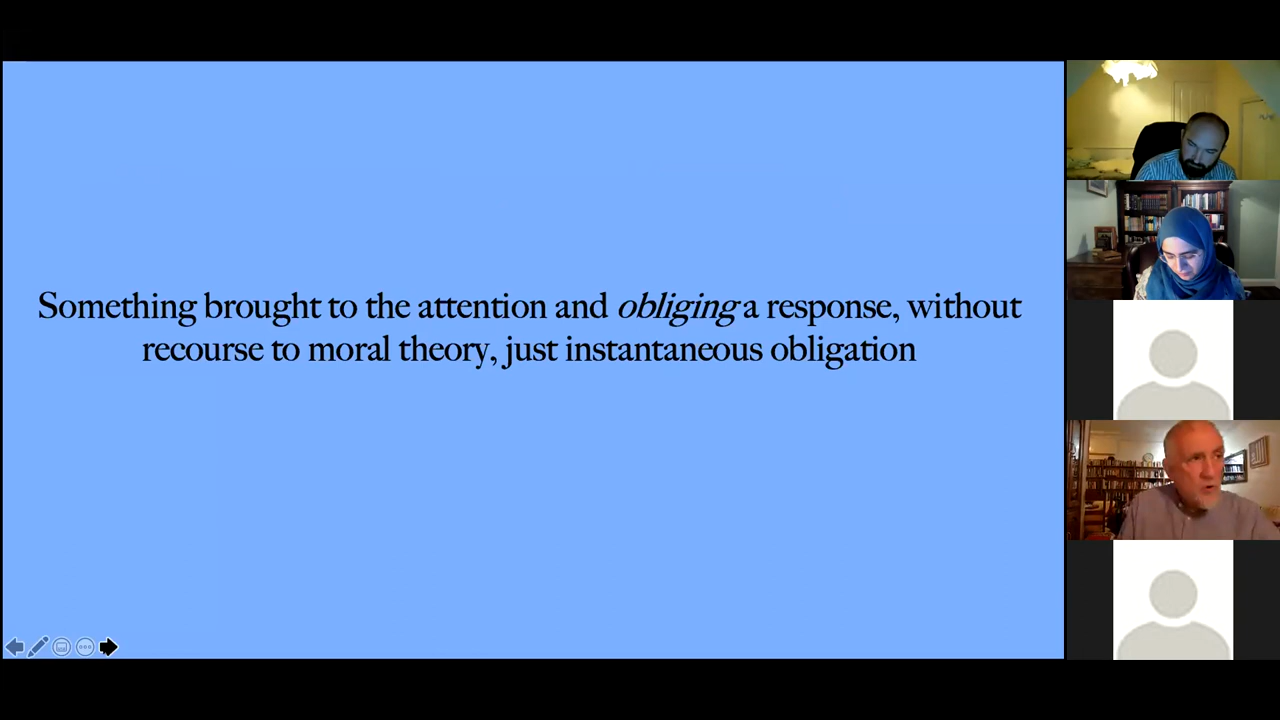 Something brought to the attention and obliging a response, without
recourse to moral theory, just instantaneous obligation